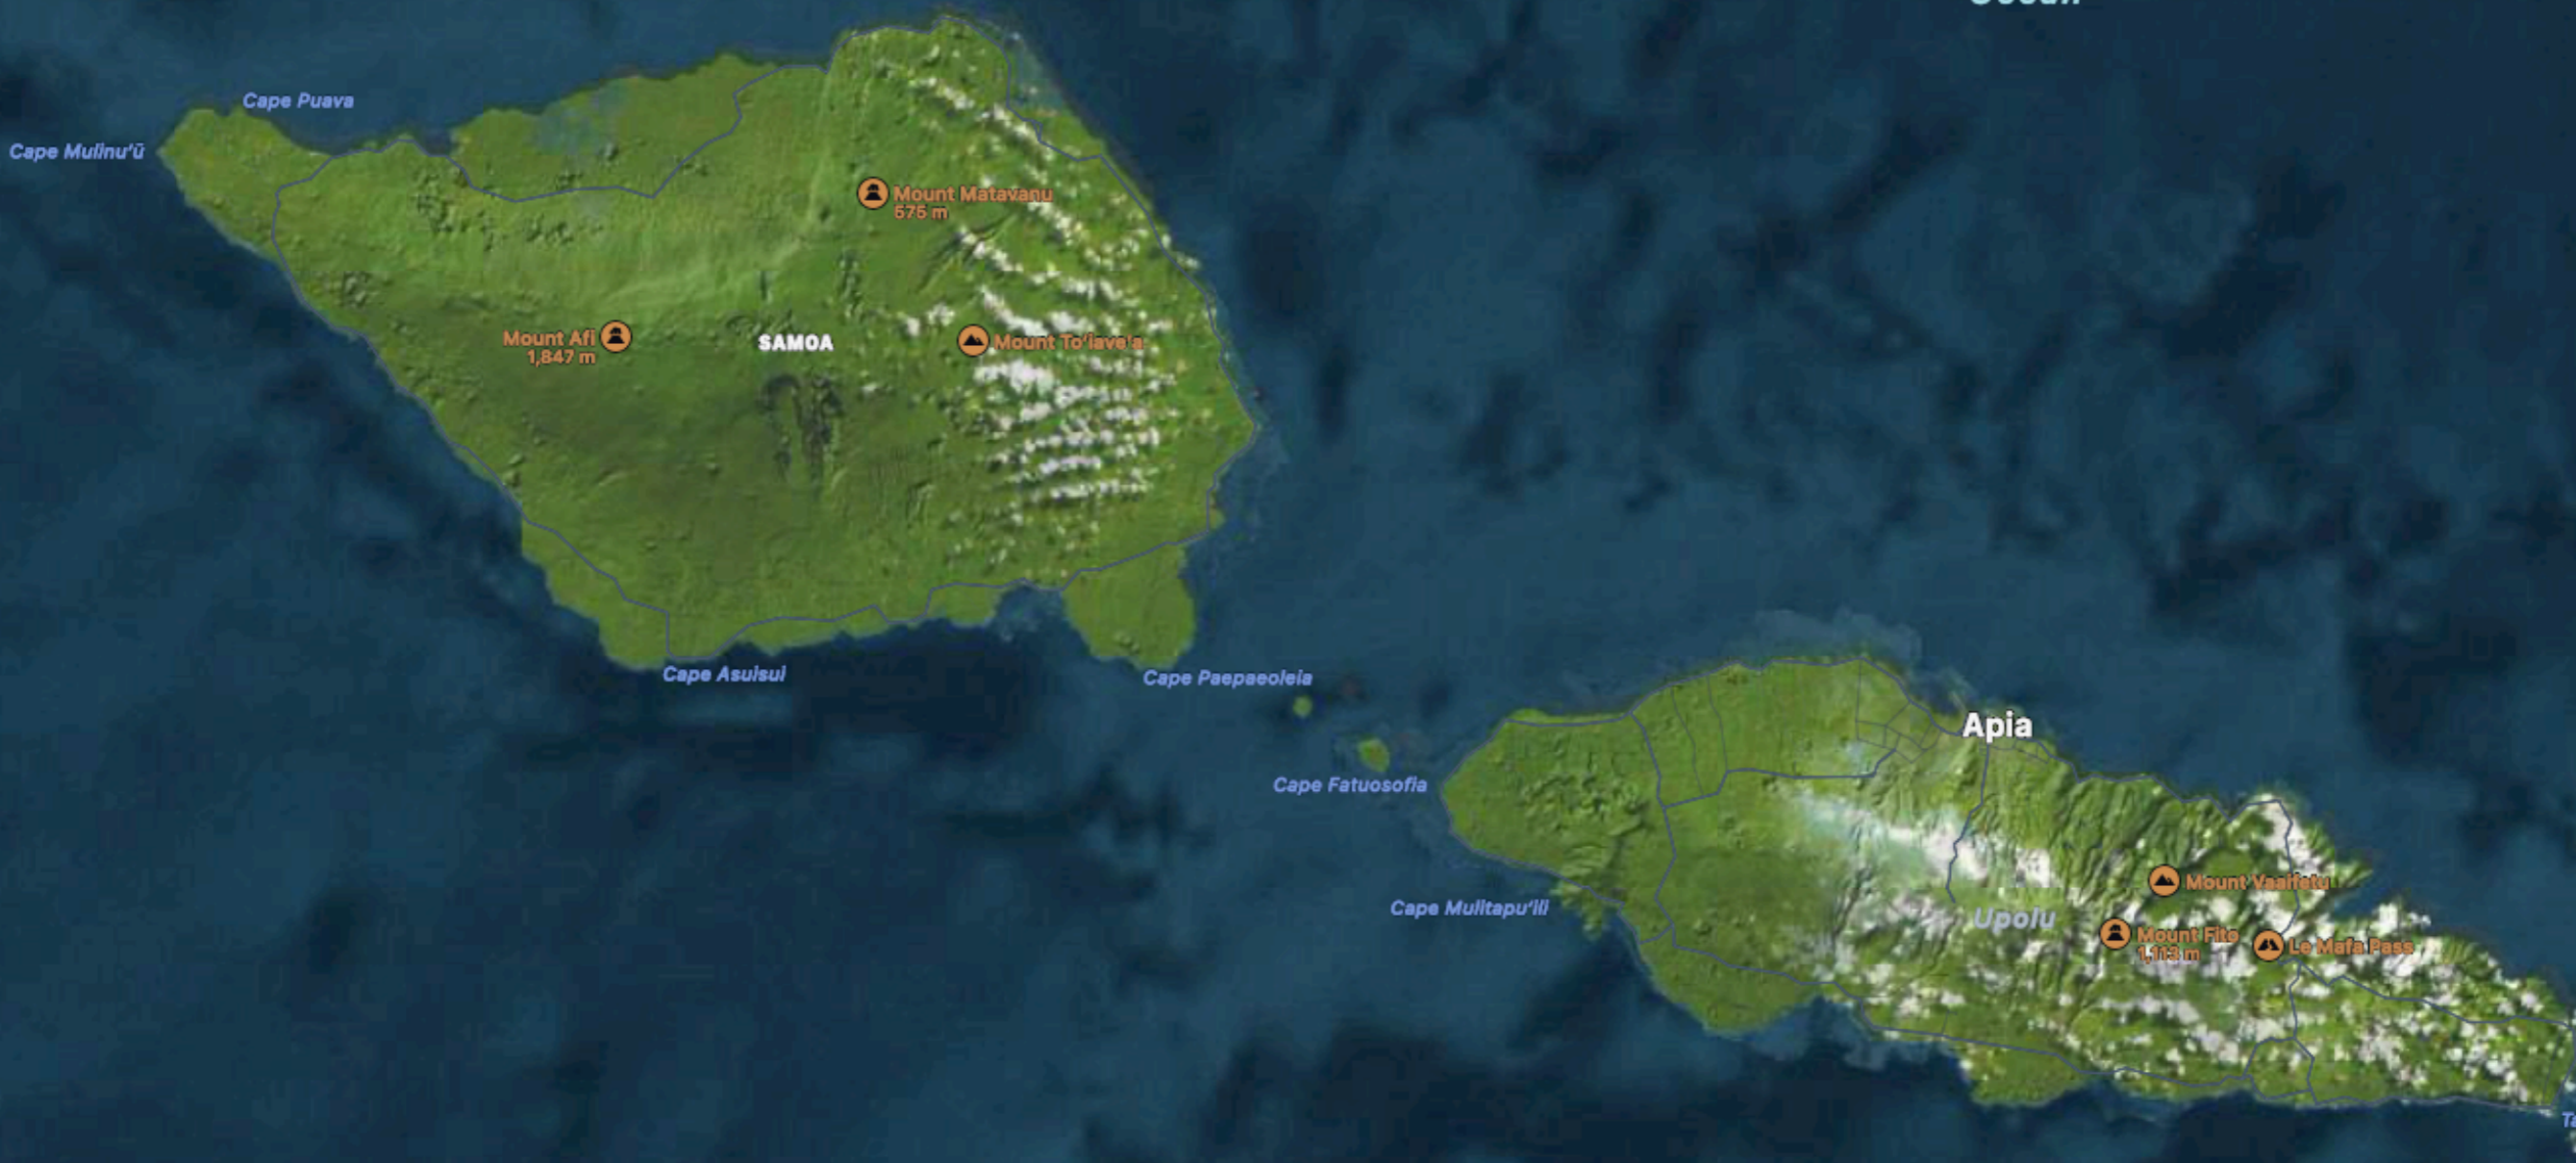 Ocean
Cape Puava
Cape Mulinu'ū
Mount Matavanu
575 m
Mount Afi
1,847 m
SAMOA
Mount To'iave'a
Cape Asuisui
Cape Paepaeoleia
Apia
Cape Fatuosofia
Mount Vaaifetu
Cape Mulitapu'ili
Upolu
Mount Fito
1,113 m
Le Mafa Pass